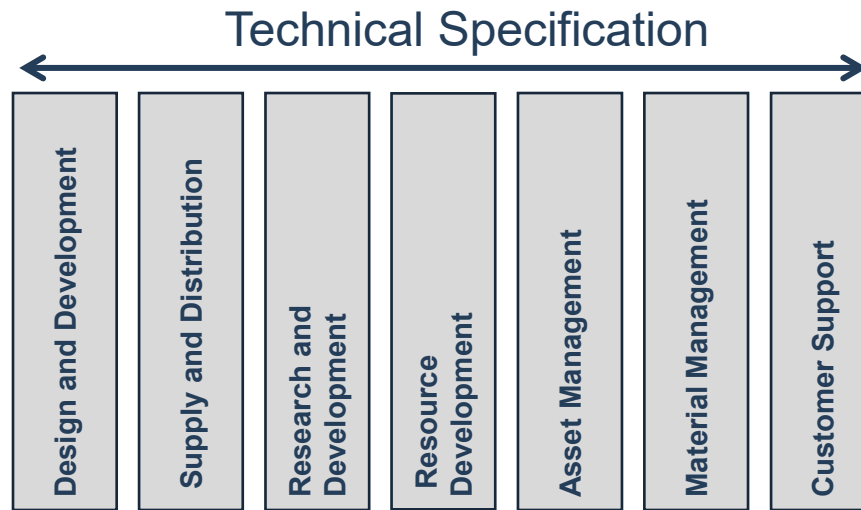 Technical Specification
Design and Development
Supply and Distribution
Research and
Development
Resource
Development
Asset Management
Material Management
Customer Support